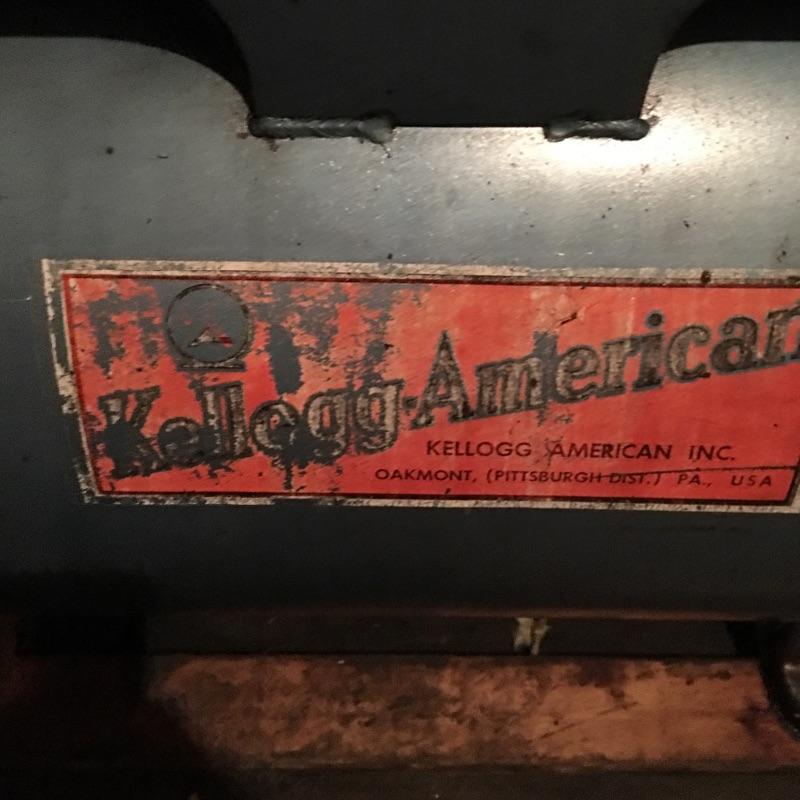 Kellogg-American
KELLOGG AMERICAN INC.
OAKMONT, (PITTSBURGH DIST.) PA., USA